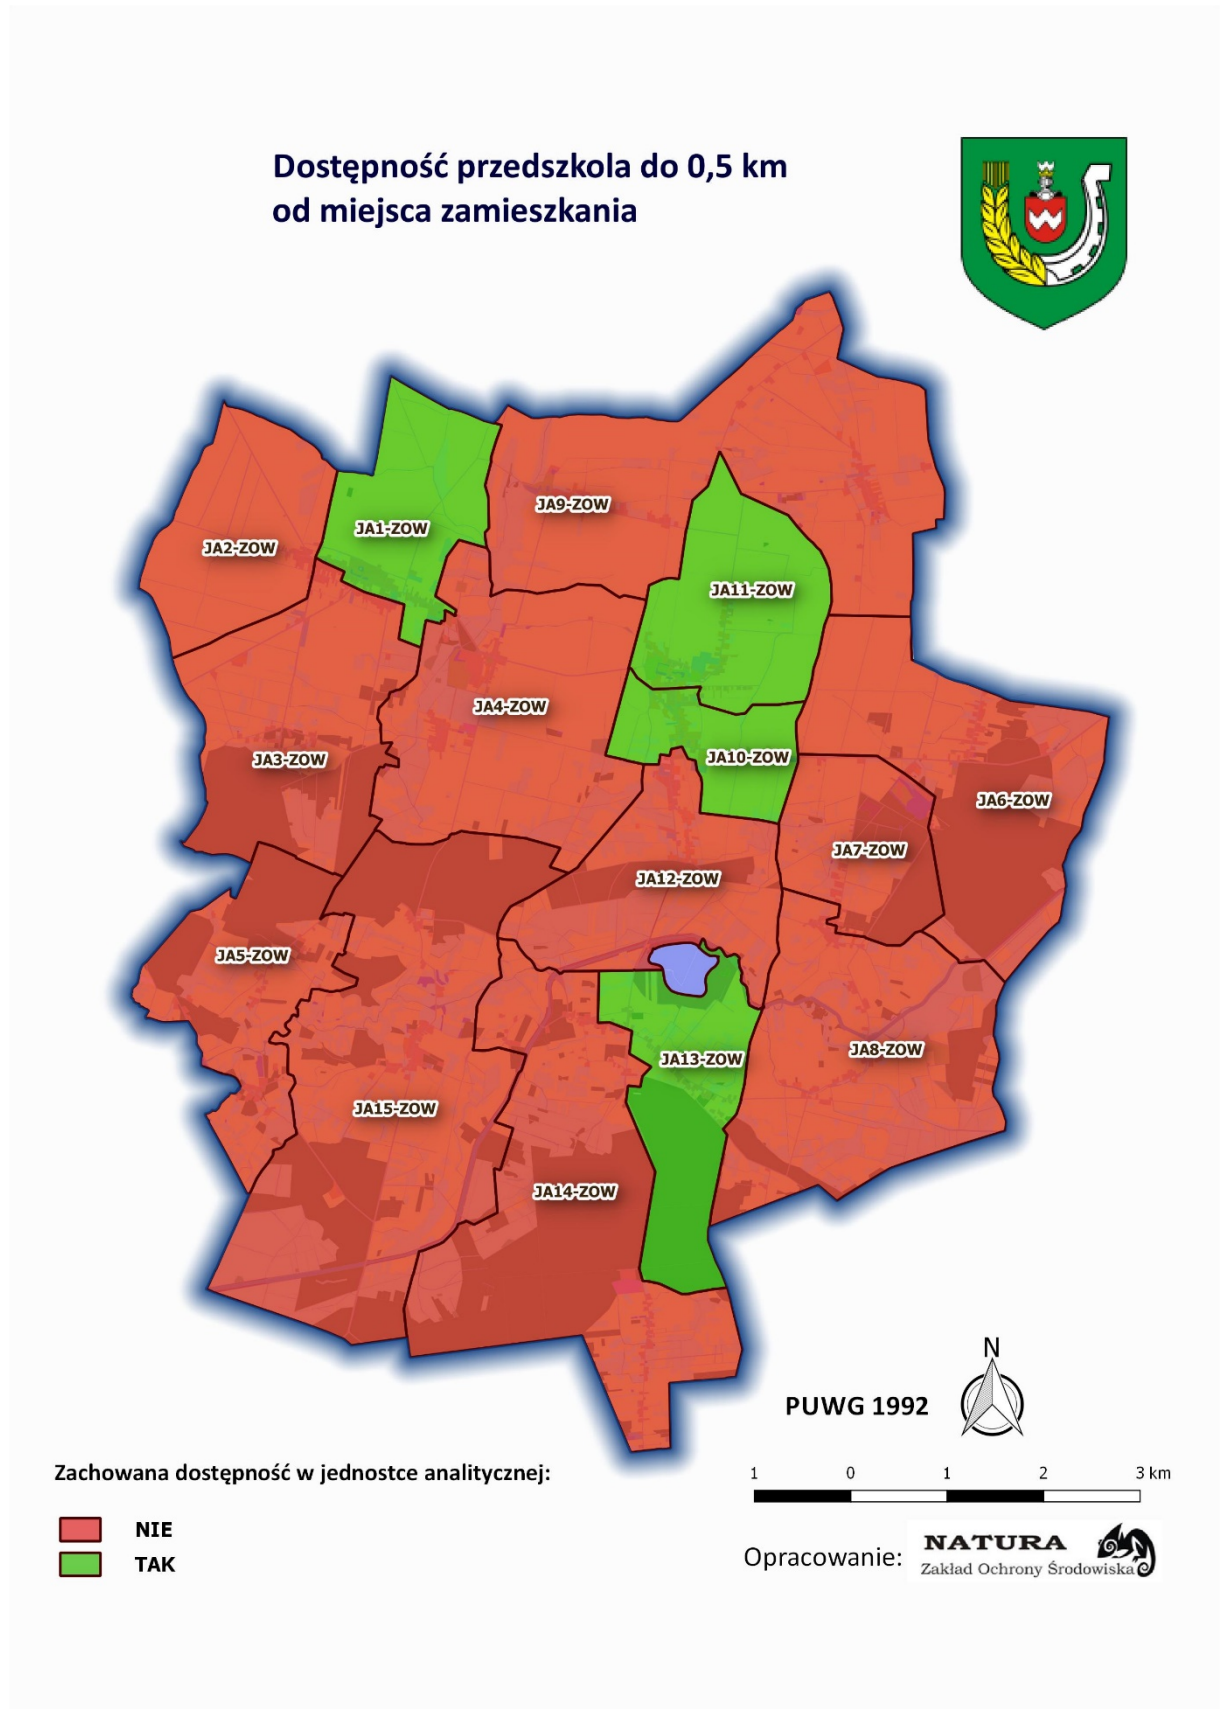 Dostępność przedszkola do 0,5 km
od miejsca zamieszkania
JA9-ZOW
JA1-ZOW
JA2-ZOW
JA11-ZOW
JA4-ZOW
JA10-ZOW
JA3-ZOW
JA6-ZOW
JA7-ZOW
JA12-ZOW
JA5-ZOW
JA8-ZOW
JA13-ZOW
JA15-ZOW
JA14-ZOW
N
PUWG 1992
Zachowana dostępność w jednostce analitycznej:
NIE
TAK
1 0 1 2 3 km
Opracowanie:
NATURA
Zakład Ochrony Środowiska